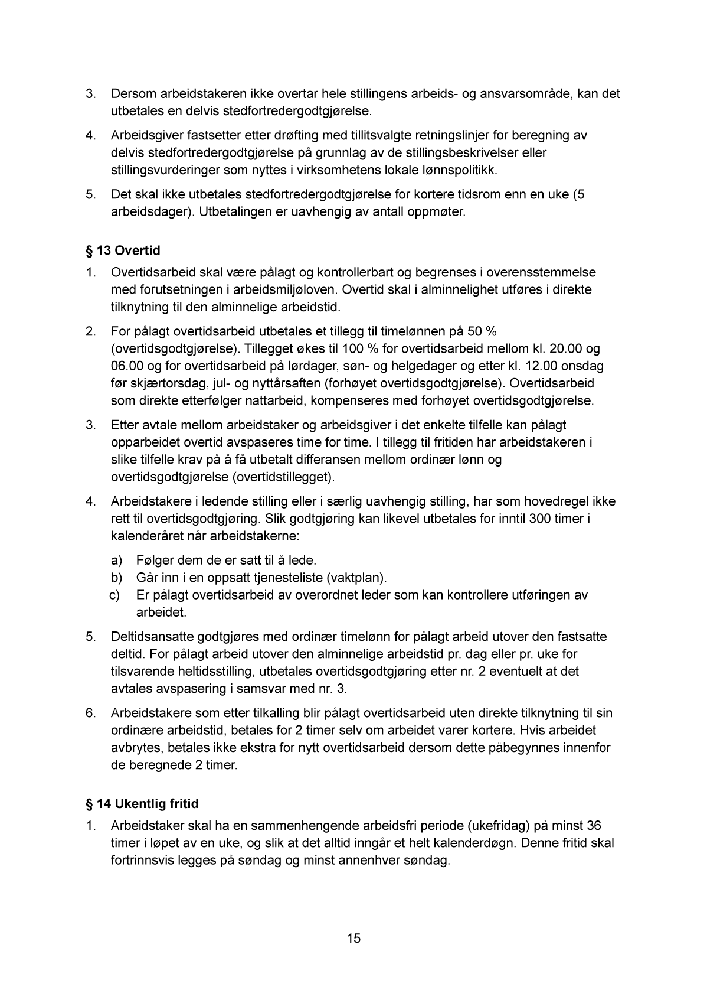 3. Dersom arbeidstakeren ikke overtar hele stillingens arbeids- og ansvarsområde, kan det
utbetales en delvis stedfortredergodtgjørelse.
4. Arbeidsgiver fastsetter etter drøfting med tillitsvalgte retningslinjer for beregning av
delvis stedfortredergodtgjørelse på grunnlag av de stillingsbeskrivelser eller
stillingsvurderinger som nyttes i virksomhetens lokale lønnspolitikk.
5. Det skal ikke utbetales stedfortredergodtgjørelse for kortere tidsrom enn en uke (5
arbeidsdager). Utbetalingen er uavhengig av antall oppmøter.
§ 13 Overtid
1. Overtidsarbeid skal være pålagt og kontrollerbart og begrenses i overensstemmelse
med forutsetningen i arbeidsmiljøloven. Overtid skal i alminnelighet utføres i direkte
tilknytning til den alminnelige arbeidstid.
2. For pålagt overtidsarbeid utbetales et tillegg til timelønnen på 50 %
(overtidsgodtgjørelse). Tillegget økes til 100 % for overtidsarbeid mellom kl. 20.00 og
06.00 og for overtidsarbeid på lørdager, søn- og helgedager og etter kl. 12.00 onsdag
før skjærtorsdag, jul- og nyttårsaften (forhøyet overtidsgodtgjørelse). Overtidsarbeid
som direkte etterfølger nattarbeid, kompenseres med forhøyet overtidsgodtgjørelse.
3. Etter avtale mellom arbeidstaker og arbeidsgiver i det enkelte tilfelle kan pålagt
opparbeidet overtid avspaseres time for time. I tillegg til fritiden har arbeidstakeren i
slike tilfelle krav på å få utbetalt differansen mellom ordinær lønn og
overtidsgodtgjørelse (overtidstillegget).
4. Arbeidstakere i ledende stilling eller i særlig uavhengig stilling, har som hovedregel ikke
rett til overtidsgodtgjøring. Slik godtgjøring kan likevel utbetales for inntil 300 timer i
kalenderåret når arbeidstakerne:
a) Følger dem de er satt til å lede.
b) Går inn i en oppsatt tjenesteliste (vaktplan).
c) Er pålagt overtidsarbeid av overordnet leder som kan kontrollere utføringen av
arbeidet.
5. Deltidsansatte godtgjøres med ordinær timelønn for pålagt arbeid utover den fastsatte
deltid. For pålagt arbeid utover den alminnelige arbeidstid pr. dag eller pr. uke for
tilsvarende heltidsstilling, utbetales overtidsgodtgjøring etter nr. 2 eventuelt at det
avtales avspasering i samsvar med nr. 3.
6. Arbeidstakere som etter tilkalling blir pålagt overtidsarbeid uten direkte tilknytning til sin
ordinære arbeidstid, betales for 2 timer selv om arbeidet varer kortere. Hvis arbeidet
avbrytes, betales ikke ekstra for nytt overtidsarbeid dersom dette påbegynnes innenfor
de beregnede 2 timer.
§ 14 Ukentlig fritid
1. Arbeidstaker skal ha en sammenhengende arbeidsfri periode (ukefridag) på minst 36
timer i løpet av en uke, og slik at det alltid inngår et helt kalenderdøgn. Denne fritid skal
fortrinnsvis legges på søndag og minst annenhver søndag.
15